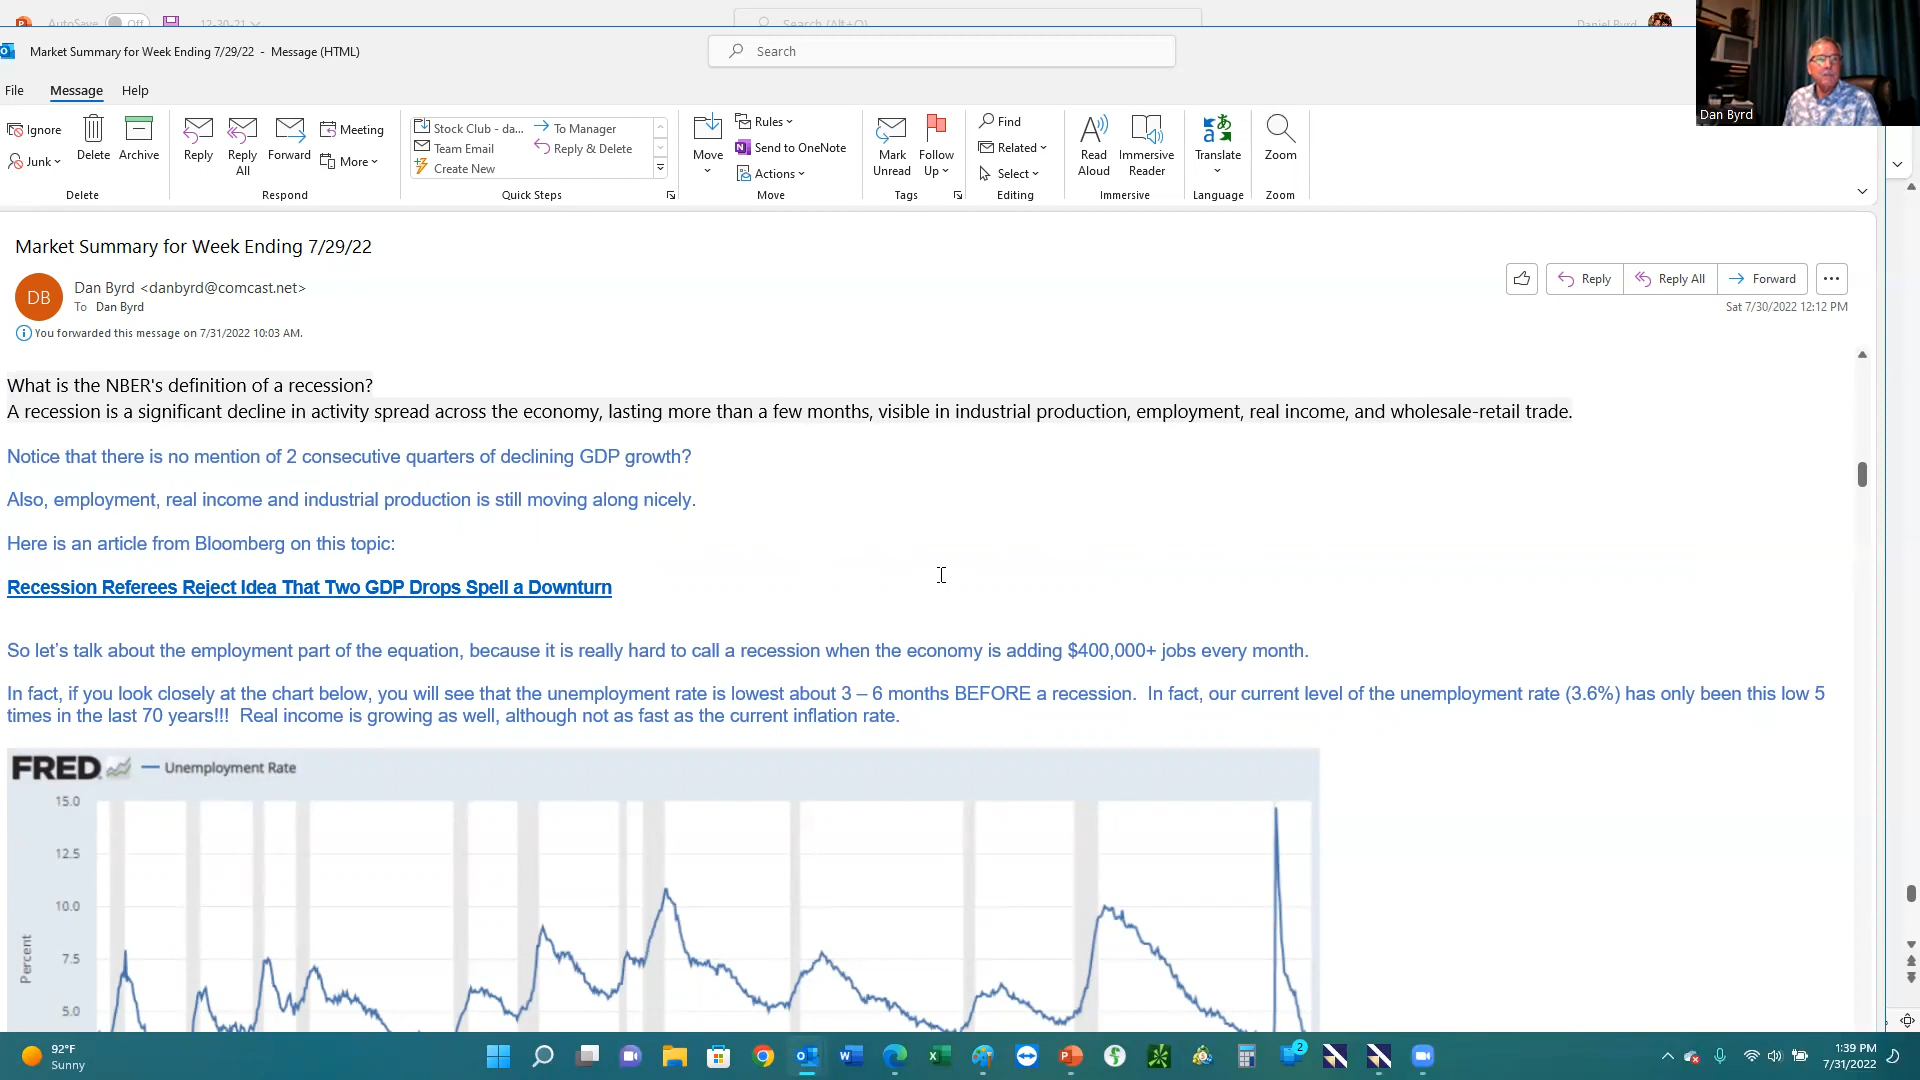 AutoSave Off 12-30-21
Search (Alt+Q)
Daniel Byrd
Market Summary for Week Ending 7/29/22 - Message (HTML)
Search
File Message Help
Ignore
Junk
Delete
Archive
Delete
Reply
Reply All
Forward
Meeting
More
Respond
Stock Club - da...
To Manager
Team Email
Reply & Delete
Create New
Quick Steps
Move
Rules
Send to OneNote
Actions
Move
Mark Unread
Follow Up
Tags
Find
Related
Select
Editing
Read Aloud
Immersive Reader
Immersive
Translate
Language
Zoom
Zoom
Dan Byrd
Market Summary for Week Ending 7/29/22
DB
Dan Byrd <danbyrd@comcast.net>
To Dan Byrd
You forwarded this message on 7/31/2022 10:03 AM.
Reply
Reply All
Forward
Sat 7/30/2022 12:12 PM
What is the NBER's definition of a recession?
A recession is a significant decline in activity spread across the economy, lasting more than a few months, visible in industrial production, employment, real income, and wholesale-retail trade.
Notice that there is no mention of 2 consecutive quarters of declining GDP growth?
Also, employment, real income and industrial production is still moving along nicely.
Here is an article from Bloomberg on this topic:
Recession Referees Reject Idea That Two GDP Drops Spell a Downturn
So let's talk about the employment part of the equation, because it is really hard to call a recession when the economy is adding $400,000+ jobs every month.
In fact, if you look closely at the chart below, you will see that the unemployment rate is lowest about 3 – 6 months BEFORE a recession. In fact, our current level of the unemployment rate (3.6%) has only been this low 5
times in the last 70 years!!! Real income is growing as well, although not as fast as the current inflation rate.
FRED Unemployment Rate
15.0
12.5
10.0
7.5
5.0
Percent
92°F
Sunny
2
1:39 PM
7/31/2022